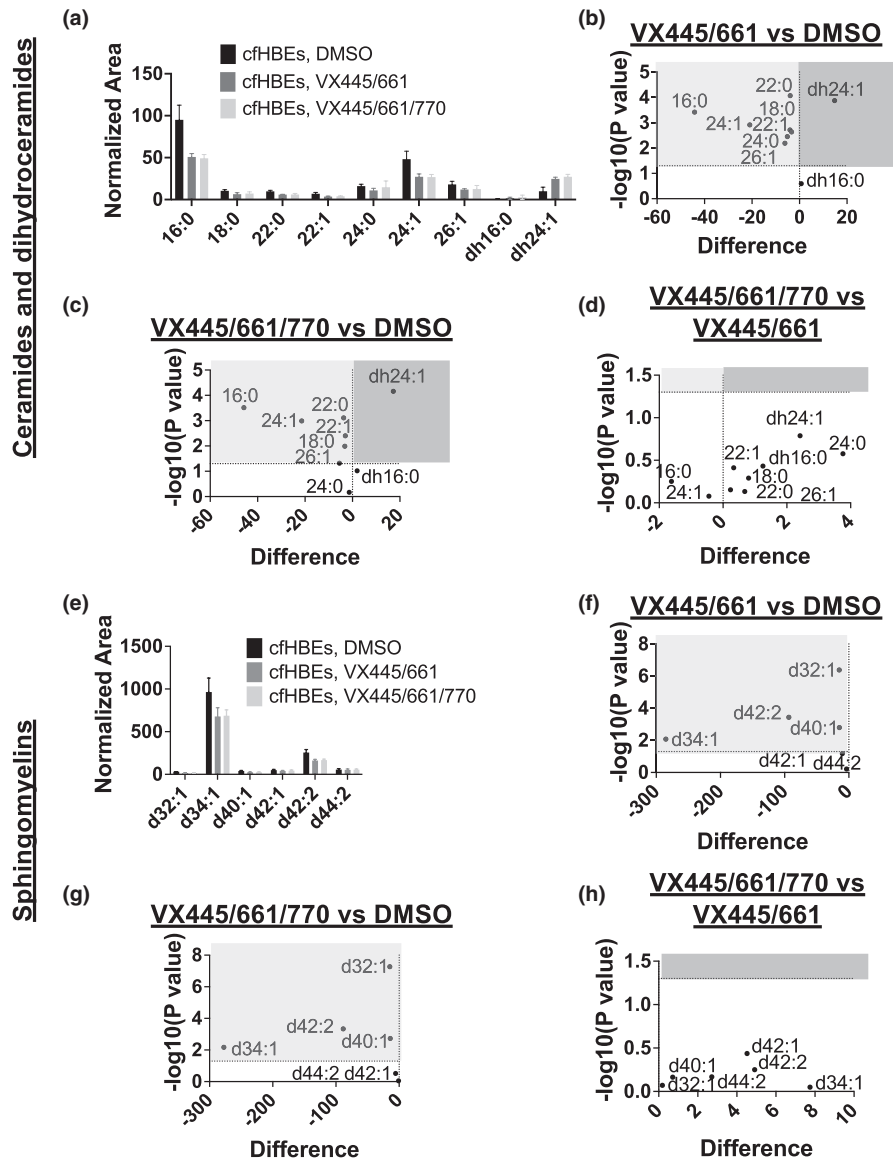 Ceramides and dihydroceramides
(a)
cfHBEs, DMSO
cfHBEs, VX445/661
cfHBEs, VX445/661/770
Normalized Area
150
100
50
0
16:0 18:0 22:0 22:1 24:0 24:1 26:1 dh16:0 dh24:1
(b)
VX445/661 vs DMSO
-log10(P value)
5
4
3
2
1
0
22:0
dh24:1
16:0
18:0
24:1
22:1
24:0
26:1
dh16:0
-60 -40 -20 0 20
Difference
(c)
VX445/661/770 vs DMSO
-log10(P value)
5
4
3
2
1
0
dh24:1
16:0
22:0
24:1
22:1
18:0
26:1
dh16:0
24:0
-60 -40 -20 0 20
Difference
(d)
VX445/661/770 vs
VX445/661
-log10(P value)
1.5
1.0
0.5
0.0
dh24:1
24:0
22:1
dh16:0
16:0
18:0
24:1
22:0
26:1
-2 0 2 4
Difference
Sphingomyelins
(e)
cfHBEs, DMSO
cfHBEs, VX445/661
cfHBEs, VX445/661/770
Normalized Area
1500
1000
500
0
d32:1 d34:1 d40:1 d42:1 d42:2 d44:2
(f)
VX445/661 vs DMSO
-log10(P value)
8
6
4
2
0
d32:1
d42:2
d40:1
d34:1
d42:1
d44:2
-300 -200 -100 0
Difference
(g)
VX445/661/770 vs DMSO
-log10(P value)
8
6
4
2
0
d32:1
d42:2
d40:1
d34:1
d44:2
d42:1
-300 -200 -100 0
Difference
(h)
VX445/661/770 vs
VX445/661
-log10(P value)
1.5
1.0
0.5
0.0
d42:1
d40:1
d42:2
d32:1
d44:2
d34:1
0 2 4 6 8 10
Difference